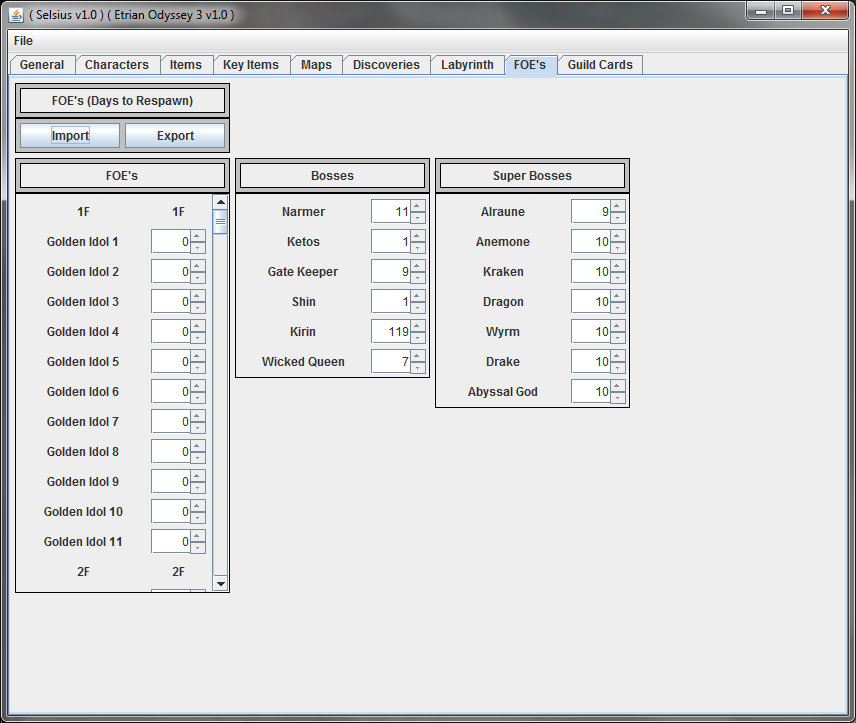 ( Selsius v1.0 ) ( Etrian Odyssey 3 v1.0 )
File
General Characters Items Key Items Maps Discoveries Labyrinth FOE's Guild Cards
FOE's (Days to Respawn)
Import Export
FOE's
1F 1F
Golden Idol 1 0
Golden Idol 2 0
Golden Idol 3 0
Golden Idol 4 0
Golden Idol 5 0
Golden Idol 6 0
Golden Idol 7 0
Golden Idol 8 0
Golden Idol 9 0
Golden Idol 10 0
Golden Idol 11 0
2F 2F
Bosses
Narmer 11
Ketos 1
Gate Keeper 9
Shin 1
Kirin 119
Wicked Queen 7
Super Bosses
Alraune 9
Anemone 10
Kraken 10
Dragon 10
Wyrm 10
Drake 10
Abyssal God 10